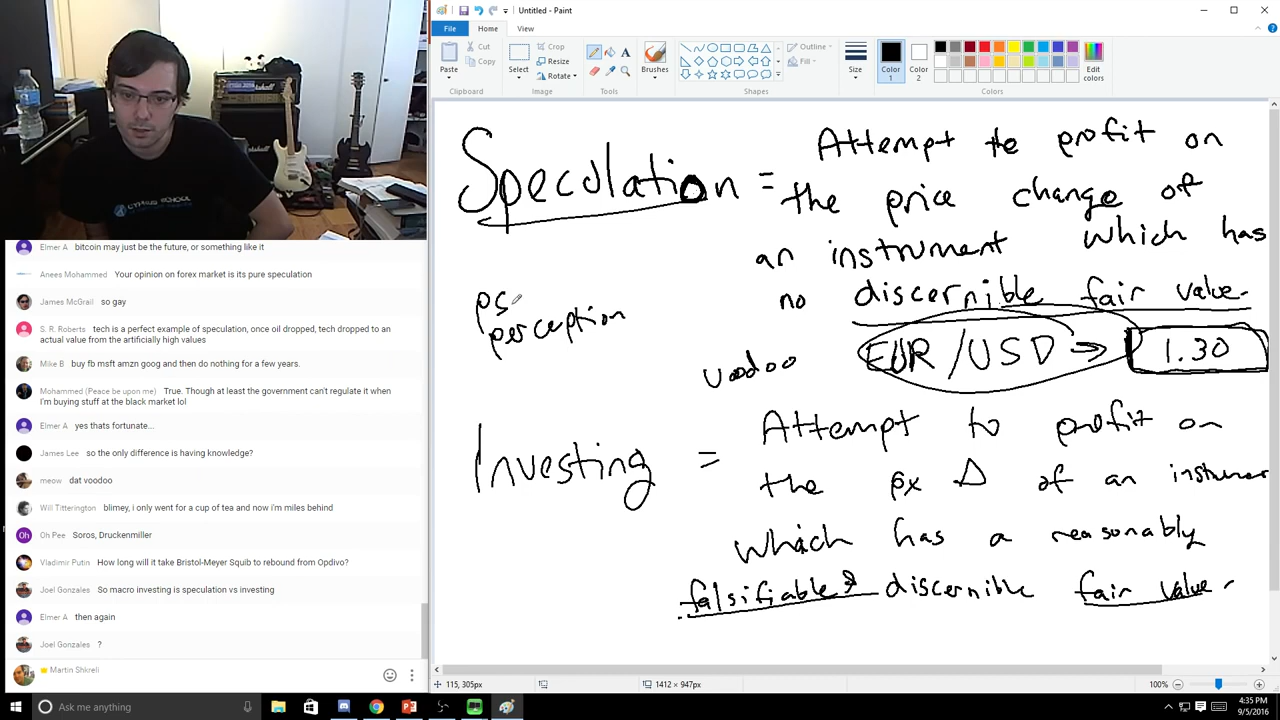 Untitled - Paint
File
Home
View
Paste
Cut
Copy
Clipboard
Select
Crop
Resize
Rotate
Image
Tools
Brushes
Shapes
Outline
Fill
Size
Color 1
Color 2
Edit colors
Colors
Speculation = Attempt to profit on
the price change of
an instrument which has
no discernible fair value
ps
perception
voodoo
EUR/USD → 1.30
Investing = Attempt to profit on
the px Δ of an
which has a reasonably
falsifiable & discernible fair value
Elmer A bitcoin may just be the future, or something like it
Anees Mohammed Your opinion on forex market is its pure speculation
James McGrail so gay
S. R. Roberts tech is a perfect example of speculation, once oil dropped, tech dropped to an
actual value from the artificially high values
Mike B buy fb msft amzn goog and then do nothing for a few years.
Mohammed (Peace be upon me) True. Though at least the government can't regulate it when
i'm buying stuff at the black market lol
Elmer A yes thats fortunate...
James Lee so the only difference is having knowledge?
meow dat voodoo
Will Titterington blimey, i only went for a cup of tea and now i'm miles behind
Oh Oh Pee Soros, Druckenmiller
Vladimir Putin How long will it take Bristol-Meyer Squib to rebound from Opdivo?
Joel Gonzales So macro investing is speculation vs investing
Elmer A then again
Joel Gonzales ?
Martin Shkreli
115, 305px
1412 × 947px
100%
Ask me anything
4:35 PM
9/5/2016